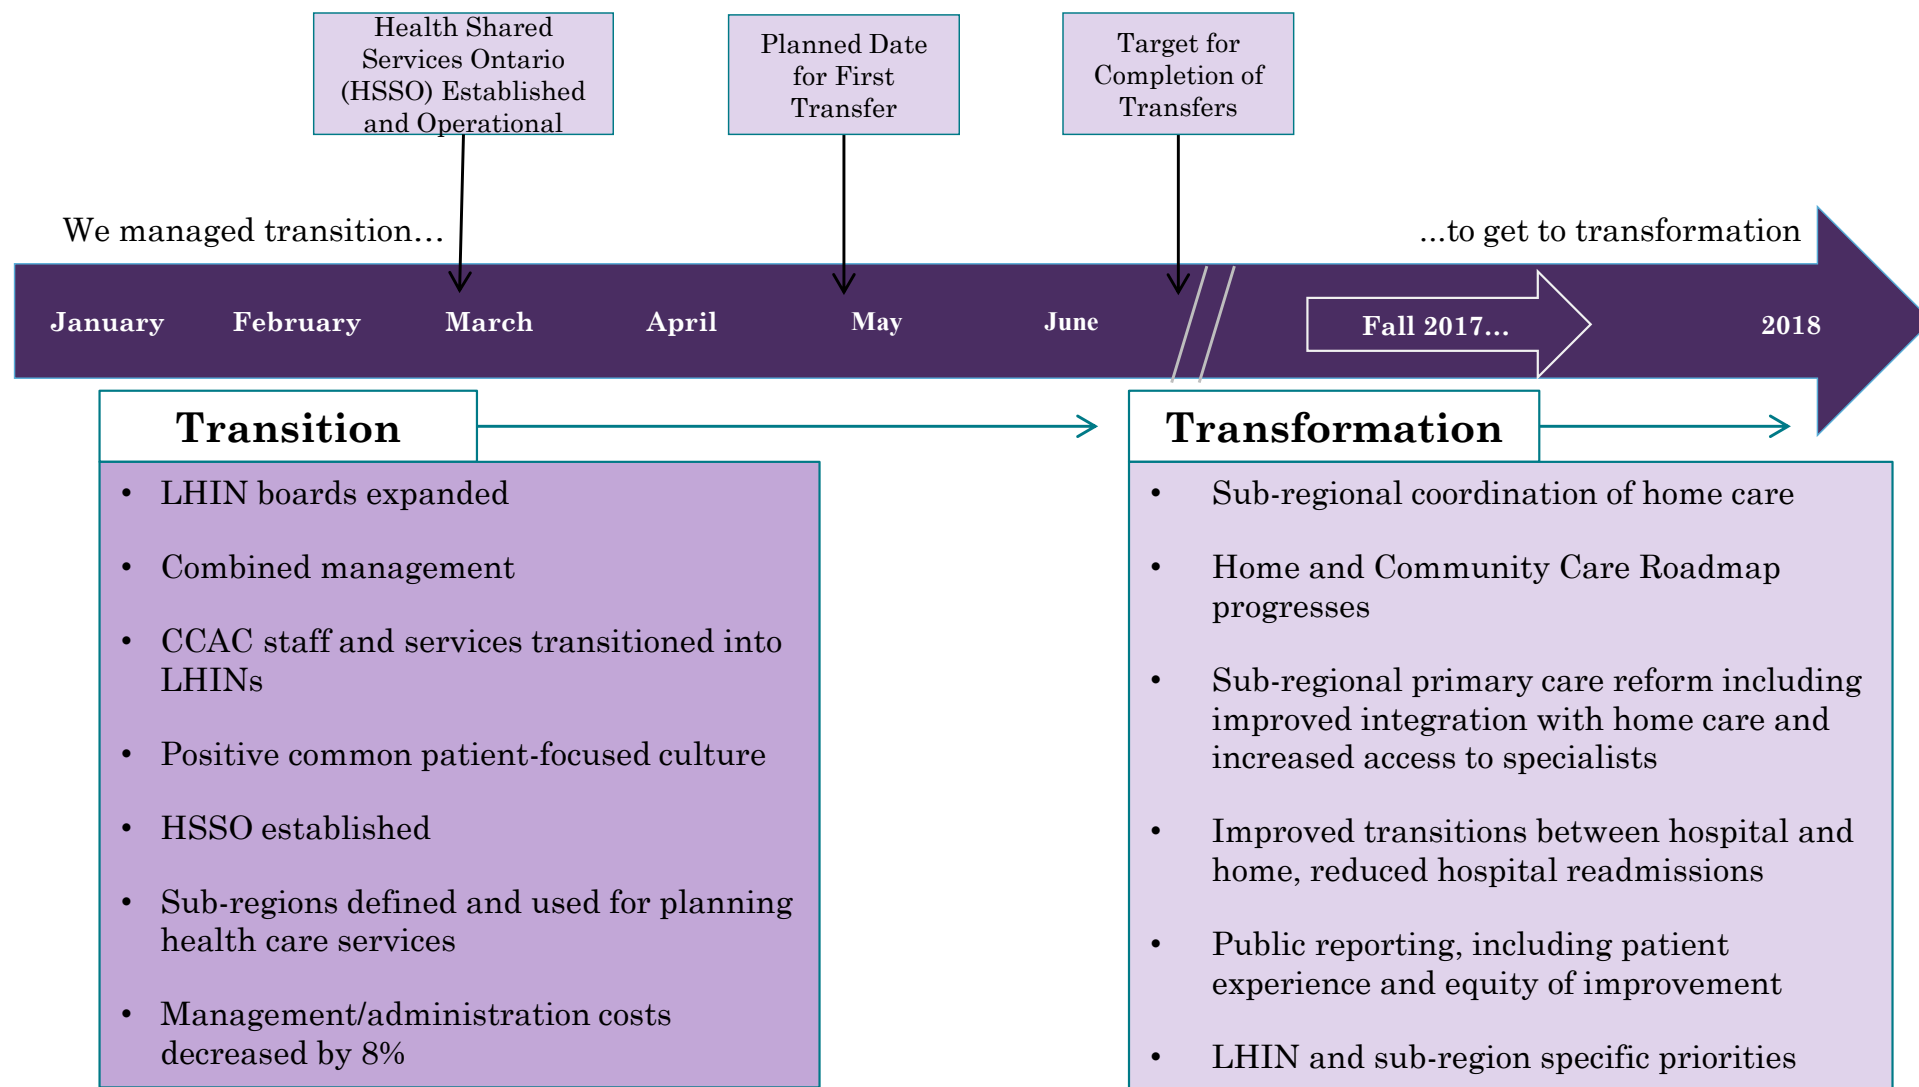 Health Shared
Services Ontario
(HSSO) Established
and Operational
Planned Date
for First
Transfer
Target for
Completion of
Transfers
We managed transition…
...to get to transformation
January February March April May June Fall 2017... 2018
Transition
• LHIN boards expanded
• Combined management
• CCAC staff and services transitioned into
LHINs
• Positive common patient-focused culture
• HSSO established
• Sub-regions defined and used for planning
health care services
• Management/administration costs
decreased by 8%
Transformation
• Sub-regional coordination of home care
• Home and Community Care Roadmap
progresses
• Sub-regional primary care reform including
improved integration with home care and
increased access to specialists
• Improved transitions between hospital and
home, reduced hospital readmissions
• Public reporting, including patient
experience and equity of improvement
• LHIN and sub-region specific priorities